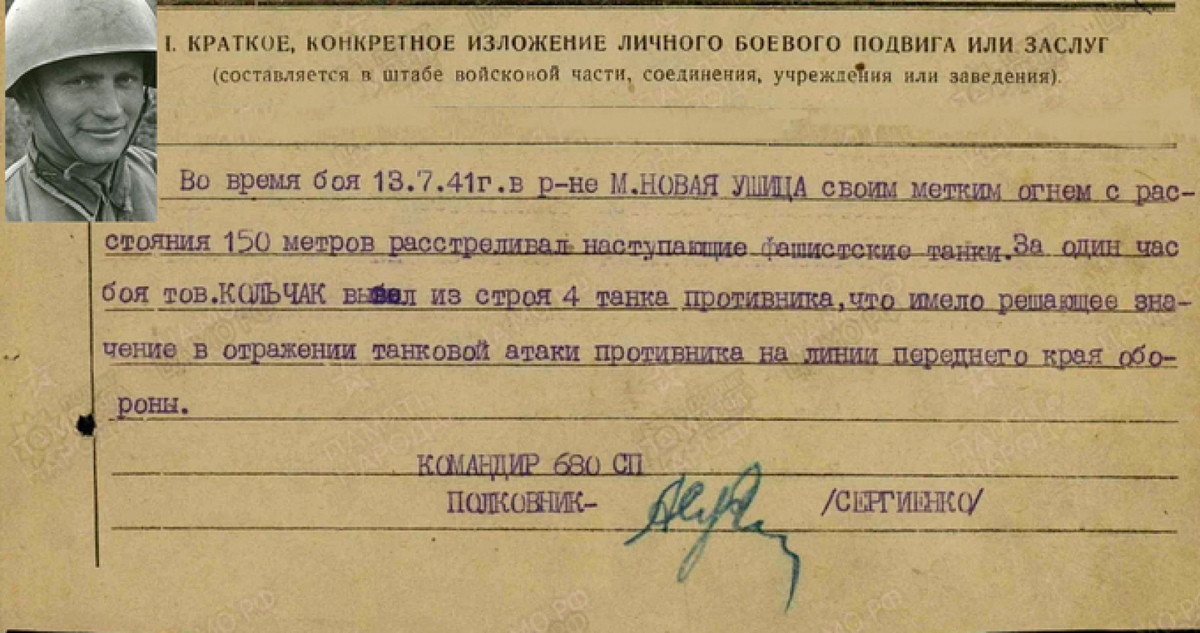 I. КРАТКОЕ, КОНКРЕТНОЕ ИЗЛОЖЕНИЕ ЛИЧНОГО БОЕВОГО ПОДВИГА ИЛИ ЗАСЛУГ
(составляется в штабе войсковой части, соединения, учреждения или заведения).
Во время боя 13.7.41г.в р-не М.НОВАЯ УШИЦА своим метким огнем с рас-
стояния 150 метров расстреливал наступающие фашистские танки.За один час
боя тов.КОЛЬЧАК вывел из строя 4 танка противника,что имело решающее зна-
чение в отражении танковой атаки противника на линии переднего края обо-
роны.
КОМАНДИР 680 СП
ПОЛКОВНИК- /СЕРГИЕНКО/